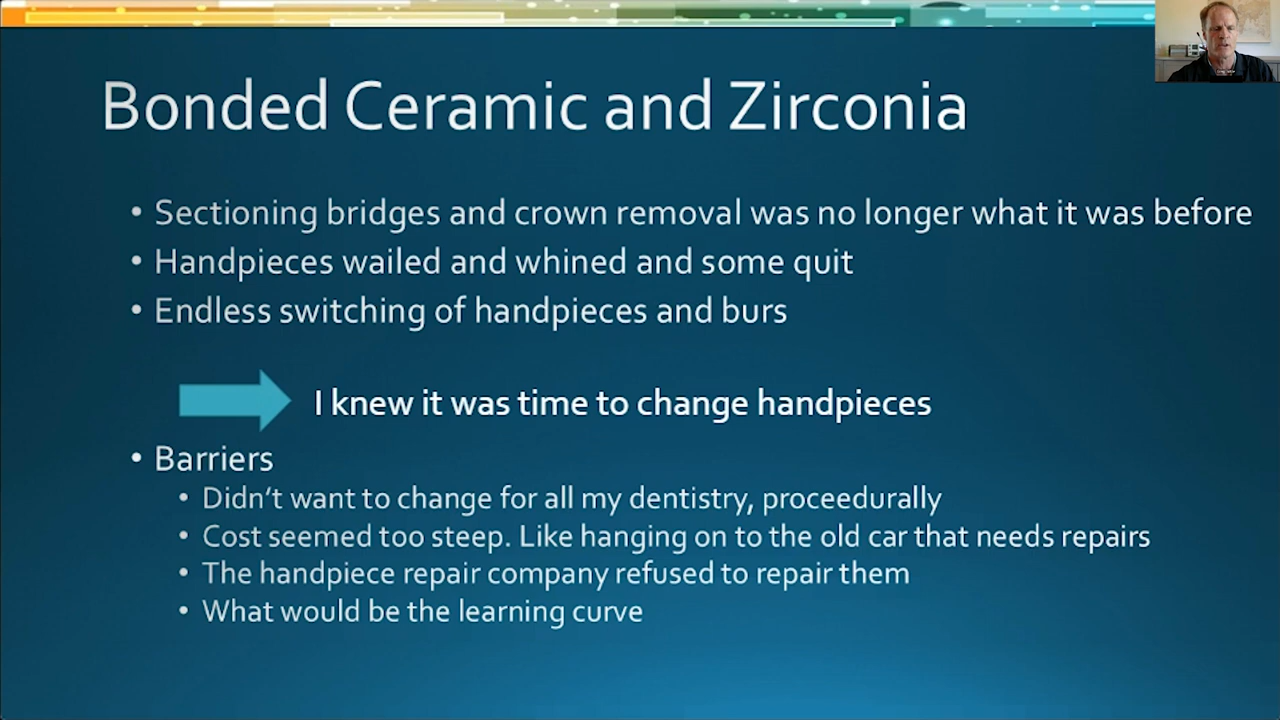 Bonded Ceramic and Zirconia
• Sectioning bridges and crown removal was no longer what it was before
• Handpieces wailed and whined and some quit
• Endless switching of handpieces and burs
I knew it was time to change handpieces
• Barriers
• Didn't want to change for all my dentistry, proceedurally
• Cost seemed too steep. Like hanging on to the old car that needs repairs
• The handpiece repair company refused to repair them
• What would be the learning curve